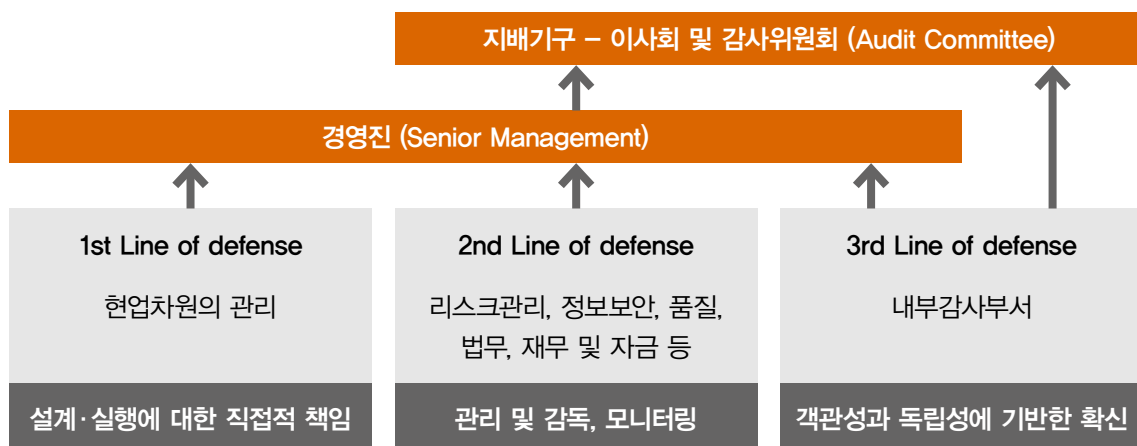 지배기구 – 이사회 및 감사위원회 (Audit Committee)
경영진 (Senior Management)
1st Line of defense
현업차원의 관리
설계·실행에 대한 직접적 책임
2nd Line of defense
리스크관리, 정보보안, 품질,
법무, 재무 및 자금 등
관리 및 감독, 모니터링
3rd Line of defense
내부감사부서
객관성과 독립성에 기반한 확신